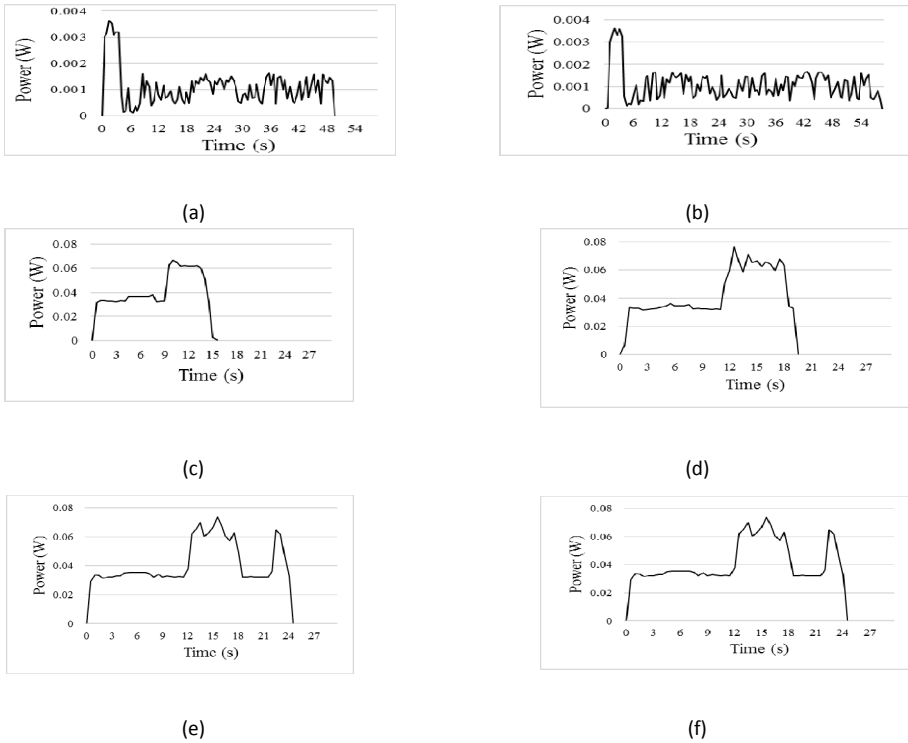 0.004
0.003
0.002
0.001
0
Power (W)
0 6 12 18 24 30 36 42 48 54
Time (s)
(a)
0.004
0.003
0.002
0.001
0
Power (W)
0 6 12 18 24 30 36 42 48 54
Time (s)
(b)
0.08
0.06
0.04
0.02
0
Power (W)
0 3 6 9 12 15 18 21 24 27
Time (s)
(c)
0.08
0.06
0.04
0.02
0
Power (W)
0 3 6 9 12 15 18 21 24 27
Time (s)
(d)
0.08
0.06
0.04
0.02
0
Power (W)
0 3 6 9 12 15 18 21 24 27
Time (s)
(e)
0.08
0.06
0.04
0.02
0
Power (W)
0 3 6 9 12 15 18 21 24 27
Time (s)
(f)